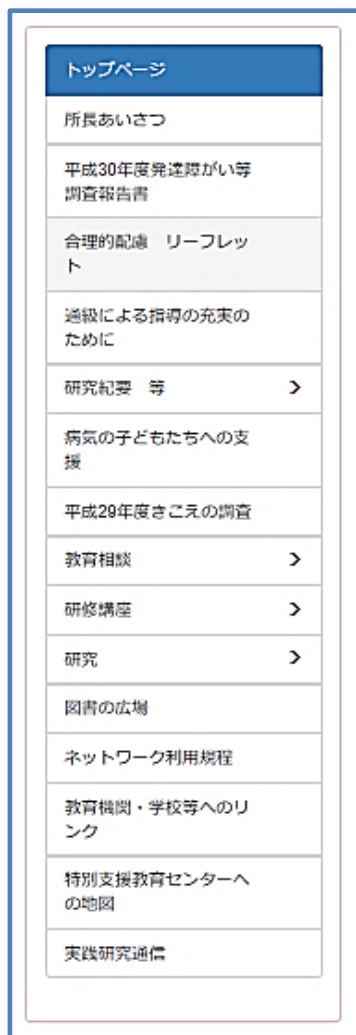 トップページ
所長あいさつ
平成30年度発達障がい等
調査報告書
合理的配慮　リーフレッ
ト
通級による指導の充実の
ために
研究紀要　等
病気の子どもたちへの支
援
平成29年度きこえの調査
教育相談
研修講座
研究
図書の広場
ネットワーク利用規程
教育機関・学校等へのリ
ンク
特別支援教育センターへ
の地図
実践研究通信